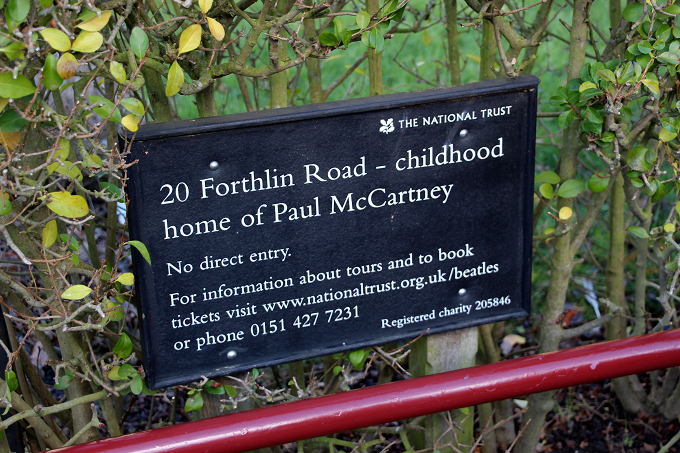 THE NATIONAL TRUST
20 Forthlin Road - childhood
home of Paul McCartney
No direct entry.
For information about tours and to book
tickets visit www.nationaltrust.org.uk/beatles
or phone 0151 427 7231
Registered charity 205846